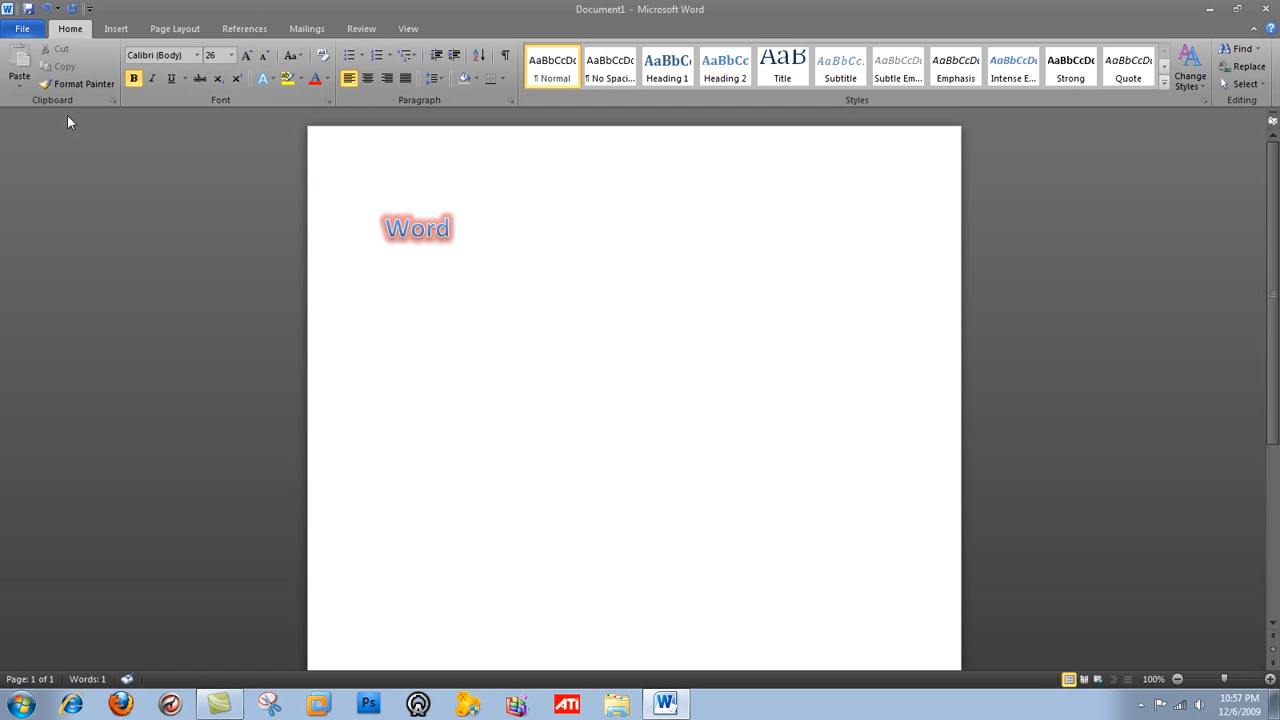 Document1 - Microsoft Word
File Home Insert Page Layout References Mailings Review View
Paste
Cut
Copy
Format Painter
Clipboard
Calibri (Body) 26
Font
Paragraph
AaBbCcDc AaBbCcDc AaBbC AaBbCc AaB AaBbCc. AaBbCcDc AaBbCcDc AaBbCcDc AaBbCcDc AaBbCcDc
¶ Normal ¶ No Spaci... Heading 1 Heading 2 Title Subtitle Subtle Em... Emphasis Intense E... Strong Quote
Change Styles
Styles
Find
Replace
Select
Editing
Word
Page: 1 of 1 Words: 1
100%
Ps
ATI
10:57 PM
12/6/2009